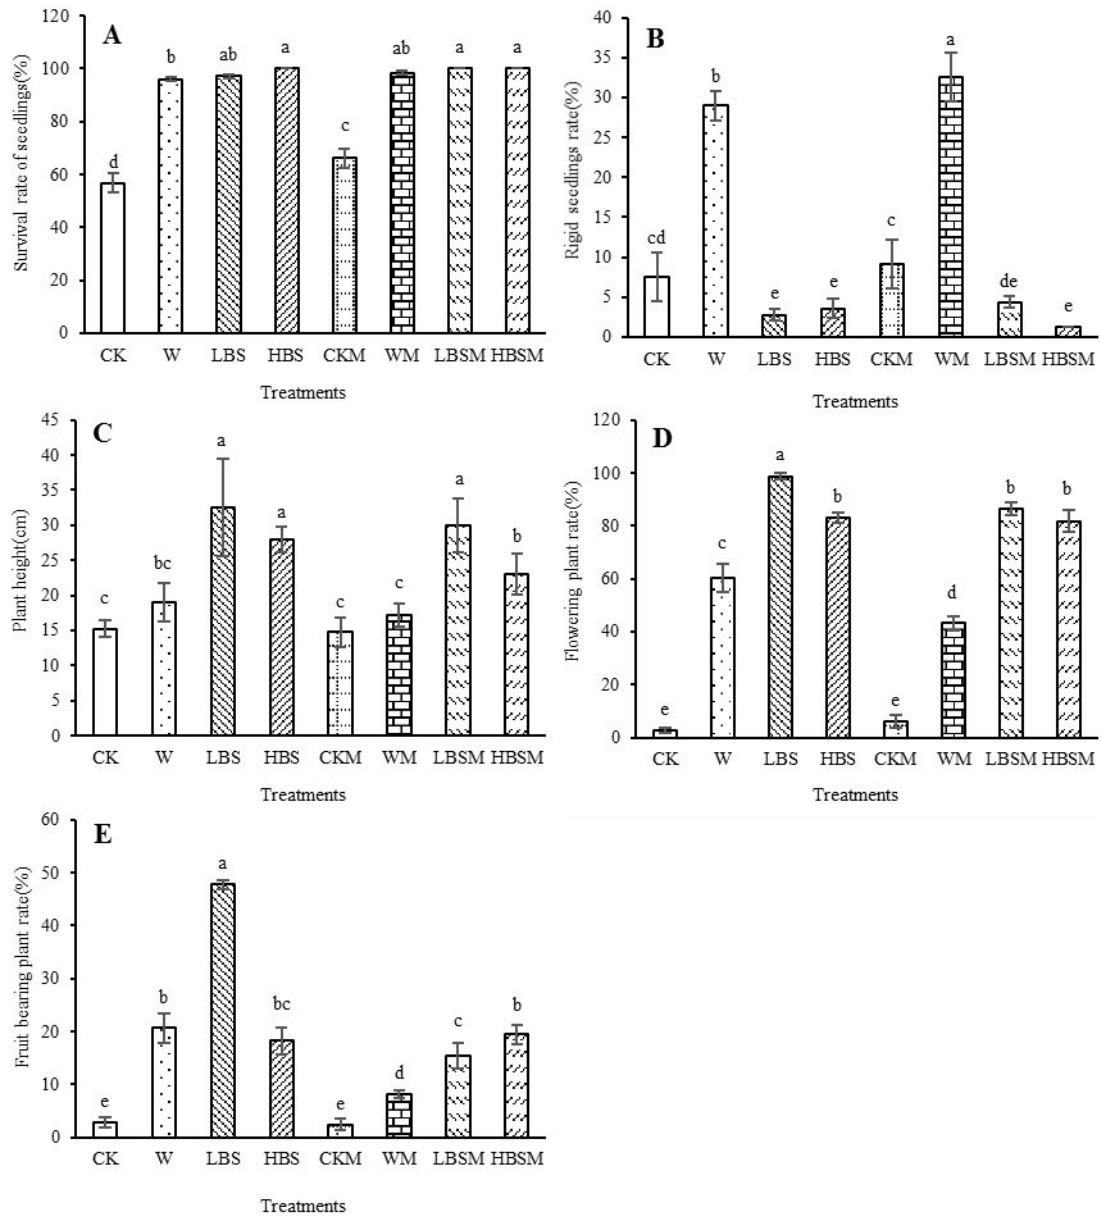 A
Survival rate of seedlings(%)
120
100
80
60
40
20
0
d
b
ab
a
c
ab
a
a
CK W LBS HBS CKM WM LBSM HBSM
Treatments
B
Rigid seedlings rate(%)
40
35
30
25
20
15
10
5
0
cd
b
e
e
c
a
de
e
CK W LBS HBS CKM WM LBSM HBSM
Treatments
C
Plant height(cm)
45
40
35
30
25
20
15
10
5
0
c
bc
a
a
c
c
a
b
CK W LBS HBS CKM WM LBSM HBSM
Treatments
D
Flowering plant rate(%)
120
100
80
60
40
20
0
e
c
a
b
e
d
b
b
CK W LBS HBS CKM WM LBSM HBSM
Treatments
E
Fruit bearing plant rate(%)
60
50
40
30
20
10
0
e
b
a
bc
e
d
c
b
CK W LBS HBS CKM WM LBSM HBSM
Treatments